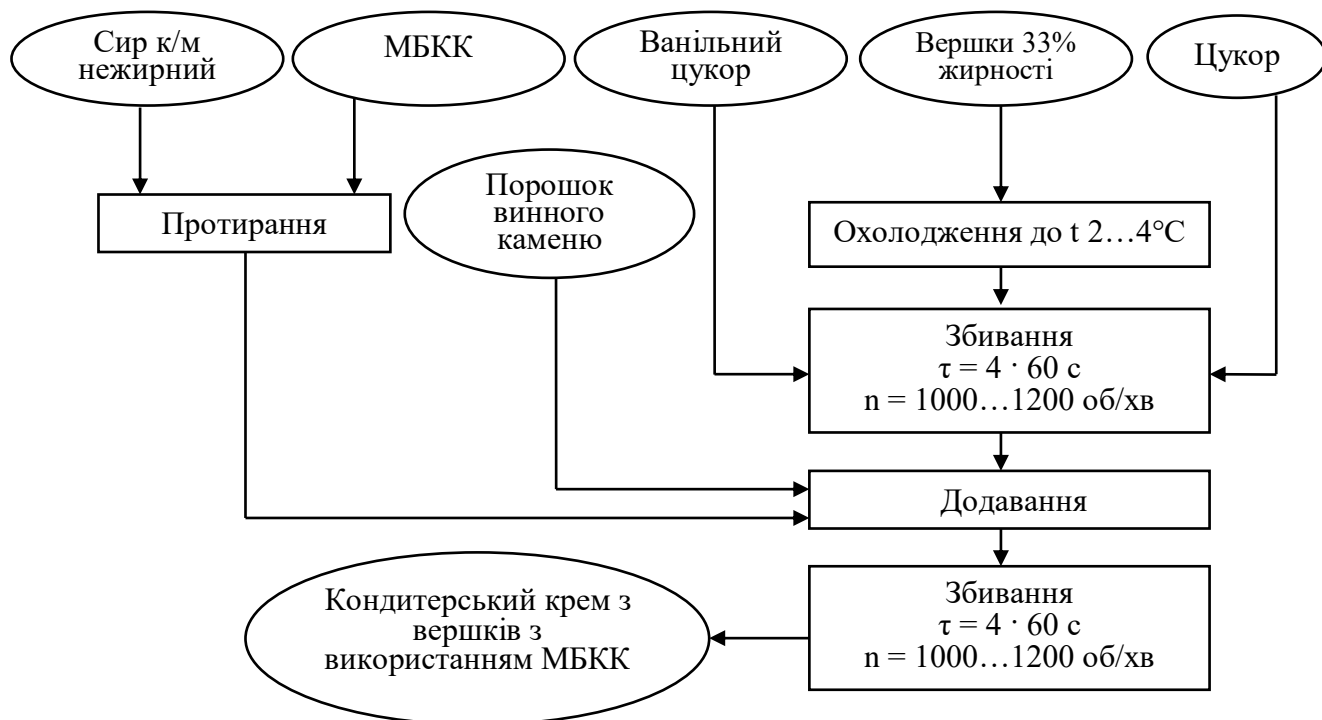 Сир к/м
нежирний
МБКК
Ванільний
цукор
Вершки 33%
жирності
Цукор
Протирання
Порошок
винного
каменю
Охолодження до t 2…4°С
Збивання
τ = 4 · 60 с
n = 1000…1200 об/хв
Додавання
Кондитерський крем з
вершків з
використанням МБКК
Збивання
τ = 4 · 60 с
n = 1000…1200 об/хв